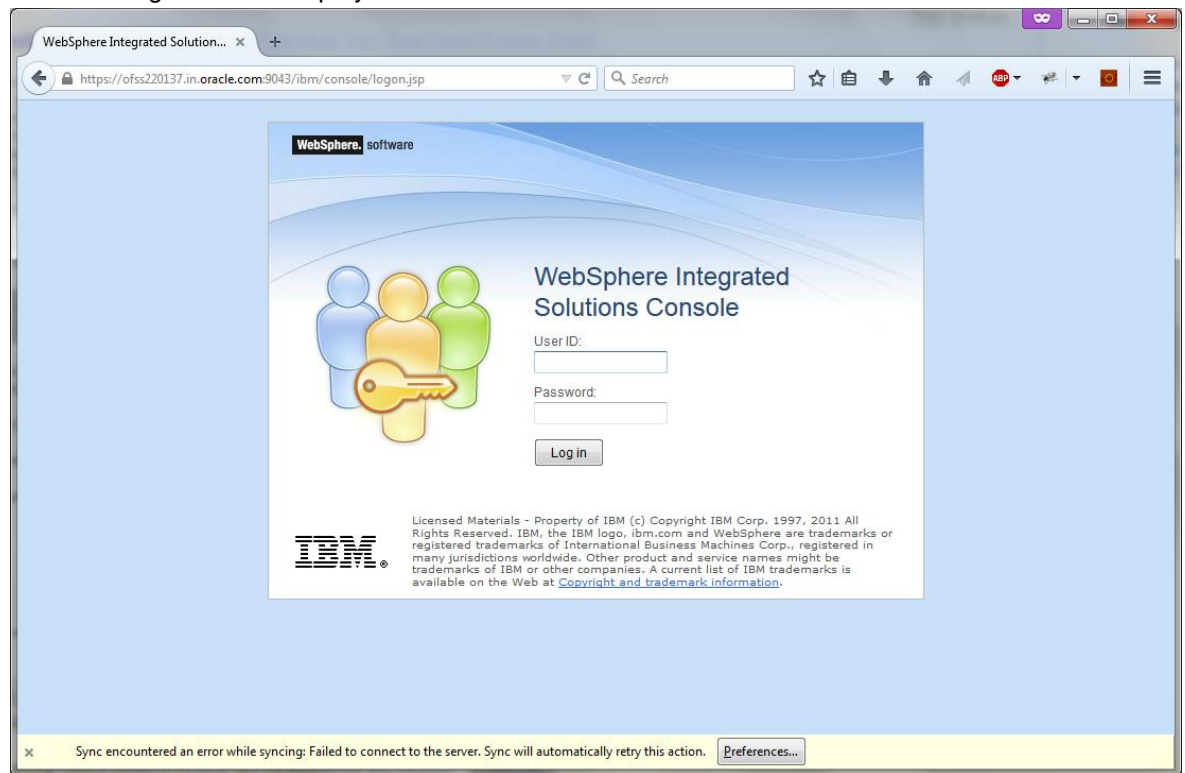 WebSphere Integrated Solution... × +
https://ofss220137.in.oracle.com:9043/ibm/console/logon.jsp
Search
ABP
WebSphere. software
WebSphere Integrated
Solutions Console
User ID:
Password:
Log in
IBM®
Licensed Materials - Property of IBM (c) Copyright IBM Corp. 1997, 2011 All
Rights Reserved. IBM, the IBM logo, ibm.com and WebSphere are trademarks or
registered trademarks of International Business Machines Corp., registered in
many jurisdictions worldwide. Other product and service names might be
trademarks of IBM or other companies. A current list of IBM trademarks is
available on the Web at Copyright and trademark information.
Sync encountered an error while syncing: Failed to connect to the server. Sync will automatically retry this action. Preferences...